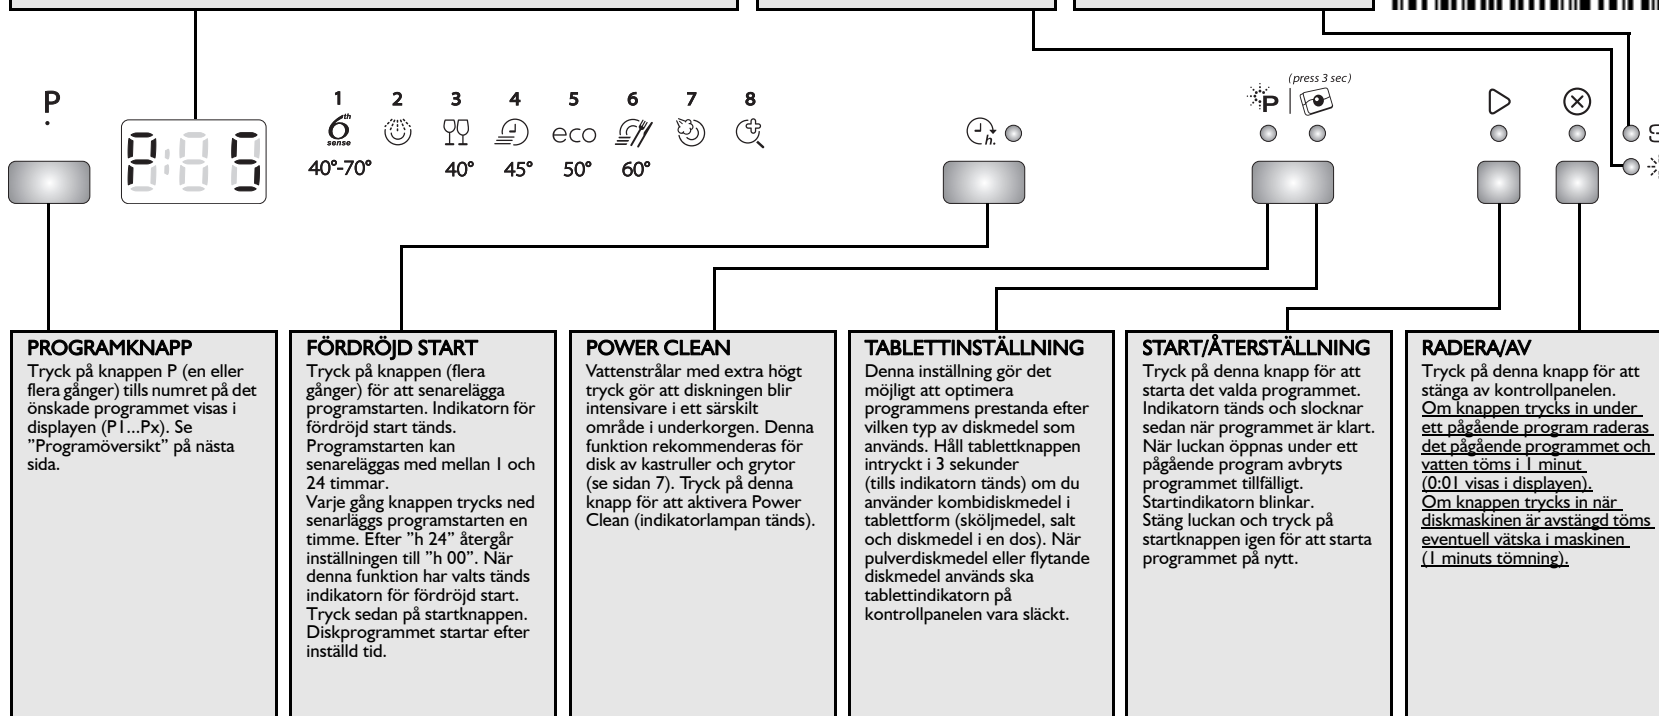 (press 3 sec)
P
1 2 3 4 5 6 7 8
6th sense
eco
h.
P
P:5
40°-70° 40° 45° 50° 60°
PROGRAMKNAPP
Tryck på knappen P (en eller
flera gånger) tills numret på det
önskade programmet visas i
displayen (P1...Px). Se
”Programöversikt” på nästa
sida.
FÖRDRÖJD START
Tryck på knappen (flera
gånger) för att senarelägga
programstarten. Indikatorn för
fördröjd start tänds.
Programstarten kan
senareläggas med mellan 1 och
24 timmar.
Varje gång knappen trycks ned
senarläggs programstarten en
timme. Efter ”h 24” återgår
inställningen till ”h 00”. När
denna funktion har valts tänds
indikatorn för fördröjd start.
Tryck sedan på startknappen.
Diskprogrammet startar efter
inställd tid.
POWER CLEAN
Vattenstrålar med extra högt
tryck gör att diskningen blir
intensivare i ett särskilt
område i underkorgen. Denna
funktion rekommenderas för
disk av kastruller och grytor
(se sidan 7). Tryck på denna
knapp för att aktivera Power
Clean (indikatorlampan tänds).
TABLETTINSTÄLLNING
Denna inställning gör det
möjligt att optimera
programmens prestanda efter
vilken typ av diskmedel som
används. Håll tablettknappen
intryckt i 3 sekunder
(tills indikatorn tänds) om du
använder kombidiskmedel i
tablettform (sköljmedel, salt
och diskmedel i en dos). När
pulverdiskmedel eller flytande
diskmedel används ska
tablettindikatorn på
kontrollpanelen vara släckt.
START/ÅTERSTÄLLNING
Tryck på denna knapp för att
starta det valda programmet.
Indikatorn tänds och slocknar
sedan när programmet är klart.
När luckan öppnas under ett
pågående program avbryts
programmet tillfälligt.
Startindikatorn blinkar.
Stäng luckan och tryck på
startknappen igen för att starta
programmet på nytt.
RADERA/AV
Tryck på denna knapp för att
stänga av kontrollpanelen.
Om knappen trycks in under
ett pågående program raderas
det pågående programmet och
vatten töms i 1 minut
(0:01 visas i displayen).
Om knappen trycks in när
diskmaskinen är avstängd töms
eventuell vätska i maskinen
(1 minuts tömning).